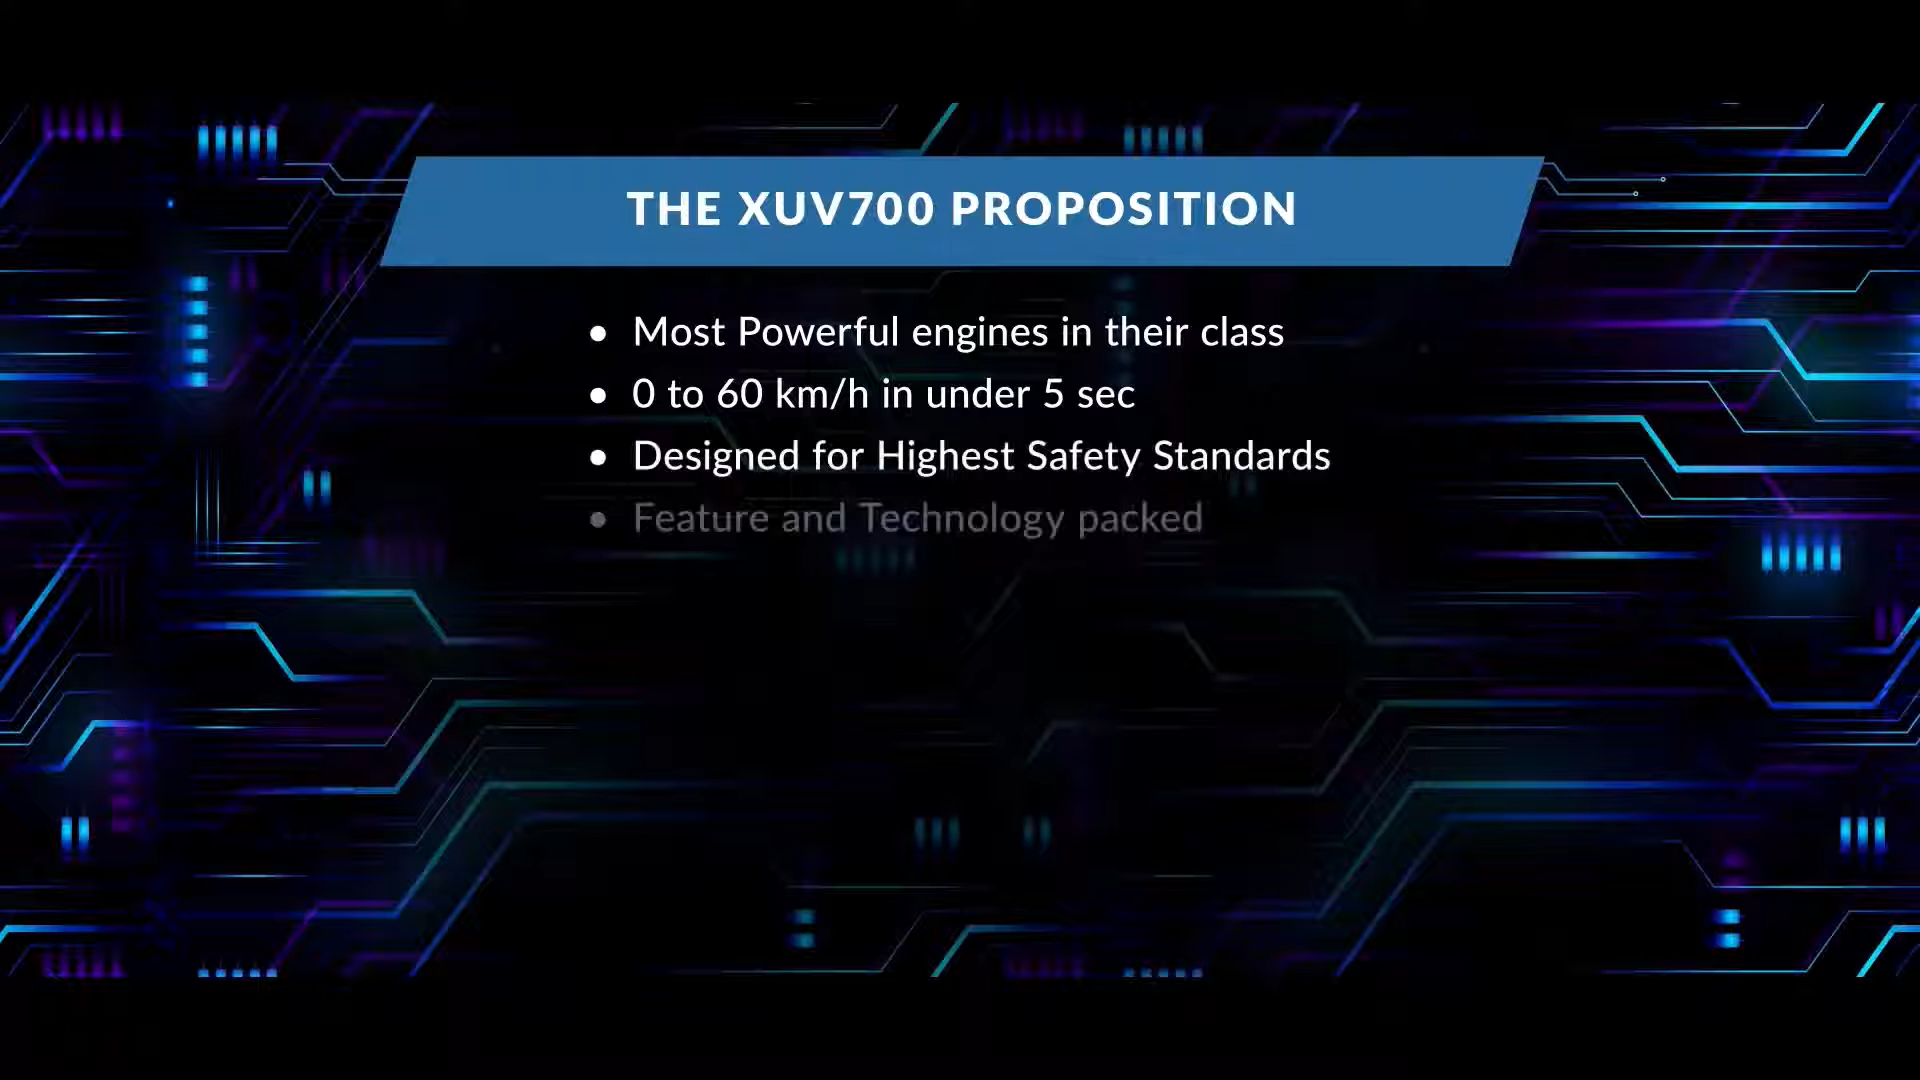 THE XUV700 PROPOSITION
• Most Powerful engines in their class
• 0 to 60 km/h in under 5 sec
• Designed for Highest Safety Standards
• Feature and Technology packed